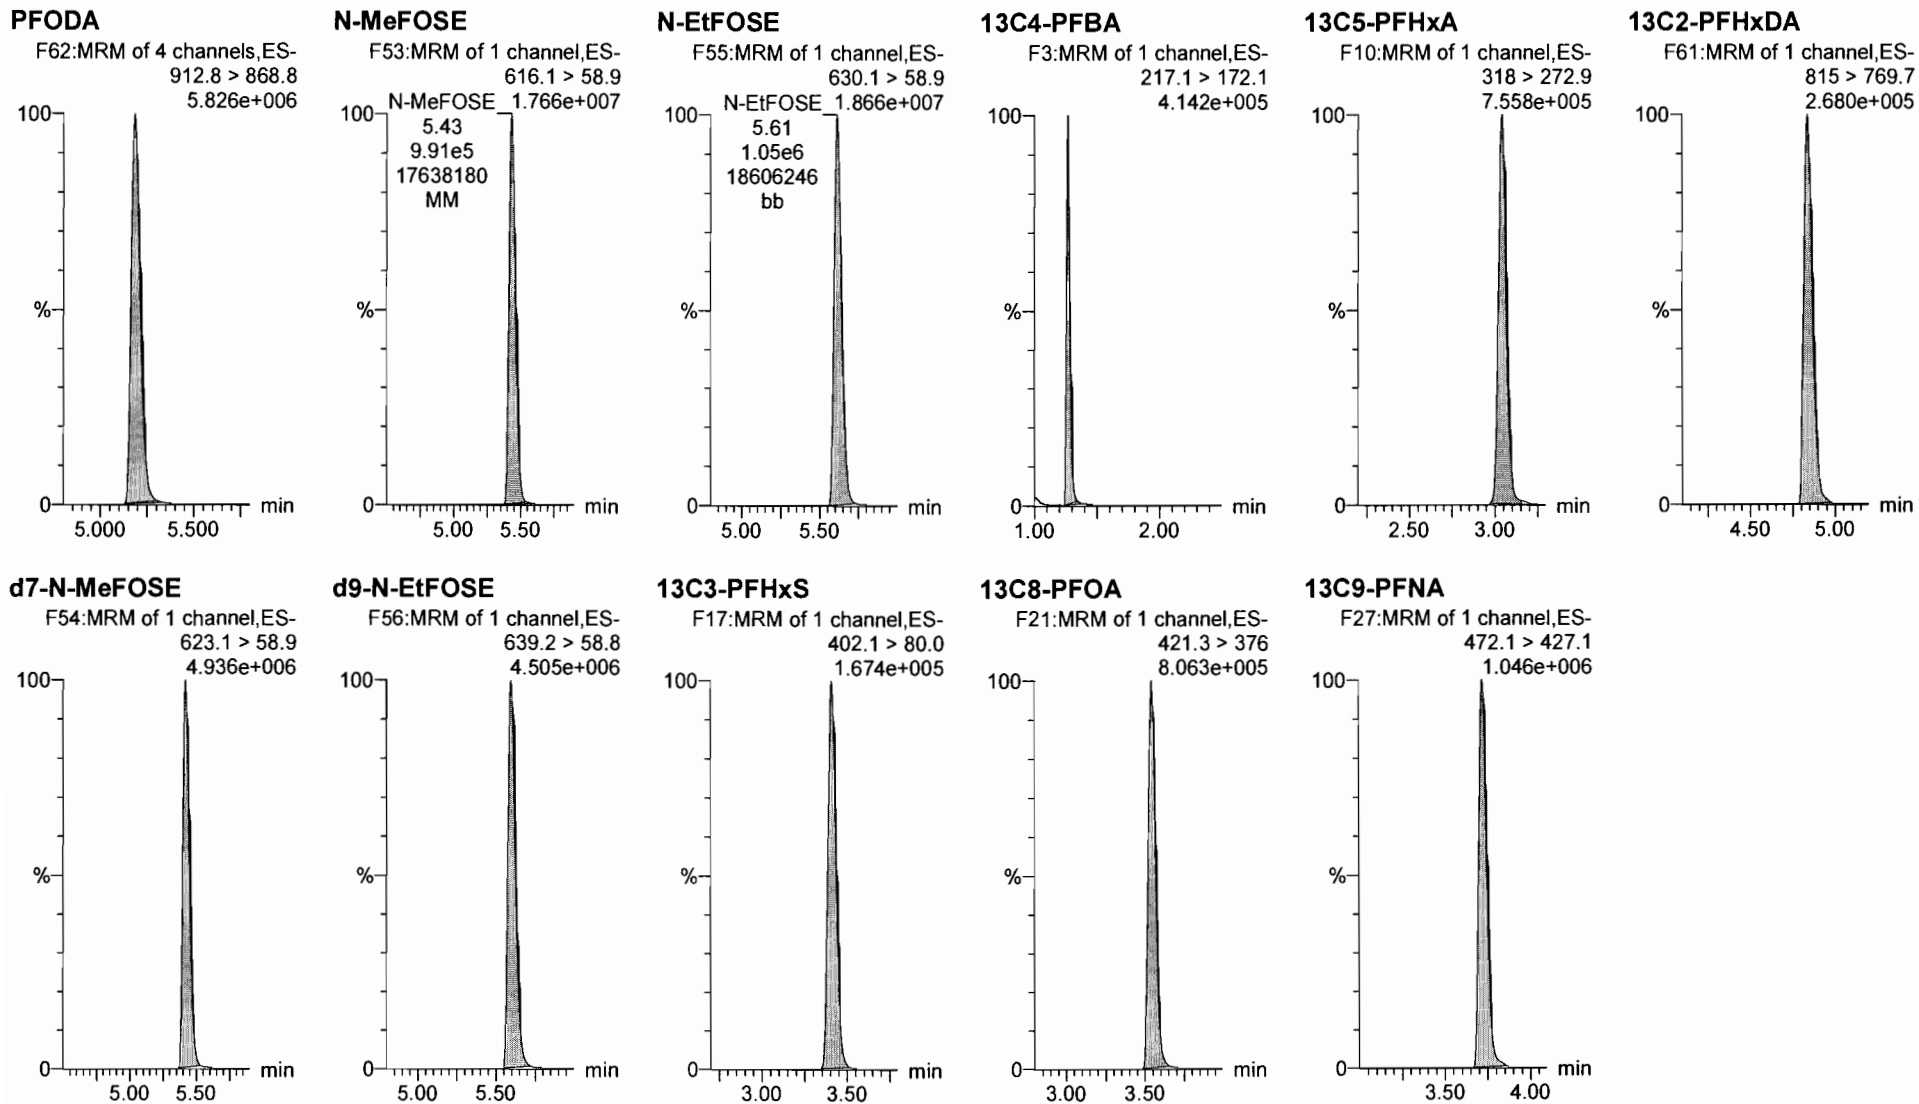 PFODA
F62:MRM of 4 channels,ES-
912.8 > 868.8
5.826e+006
100
%
0
min
5.000 5.500
N-MeFOSE
F53:MRM of 1 channel,ES-
616.1 > 58.9
N-MeFOSE 1.766e+007
100
5.43
9.91e5
17638180
MM
%
0
min
5.00 5.50
N-EtFOSE
F55:MRM of 1 channel,ES-
630.1 > 58.9
N-EtFOSE 1.866e+007
100
5.61
1.05e6
18606246
bb
%
0
min
5.00 5.50
13C4-PFBA
F3:MRM of 1 channel,ES-
217.1 > 172.1
4.142e+005
100
%
0
min
1.00 2.00
13C5-PFHxA
F10:MRM of 1 channel,ES-
318 > 272.9
7.558e+005
100
%
0
min
2.50 3.00
13C2-PFHxDA
F61:MRM of 1 channel,ES-
815 > 769.7
2.680e+005
100
%
0
min
4.50 5.00
d7-N-MeFOSE
F54:MRM of 1 channel,ES-
623.1 > 58.9
4.936e+006
100
%
0
min
5.00 5.50
d9-N-EtFOSE
F56:MRM of 1 channel,ES-
639.2 > 58.8
4.505e+006
100
%
0
min
5.00 5.50
13C3-PFHxS
F17:MRM of 1 channel,ES-
402.1 > 80.0
1.674e+005
100
%
0
min
3.00 3.50
13C8-PFOA
F21:MRM of 1 channel,ES-
421.3 > 376
8.063e+005
100
%
0
min
3.00 3.50
13C9-PFNA
F27:MRM of 1 channel,ES-
472.1 > 427.1
1.046e+006
100
%
0
min
3.50 4.00